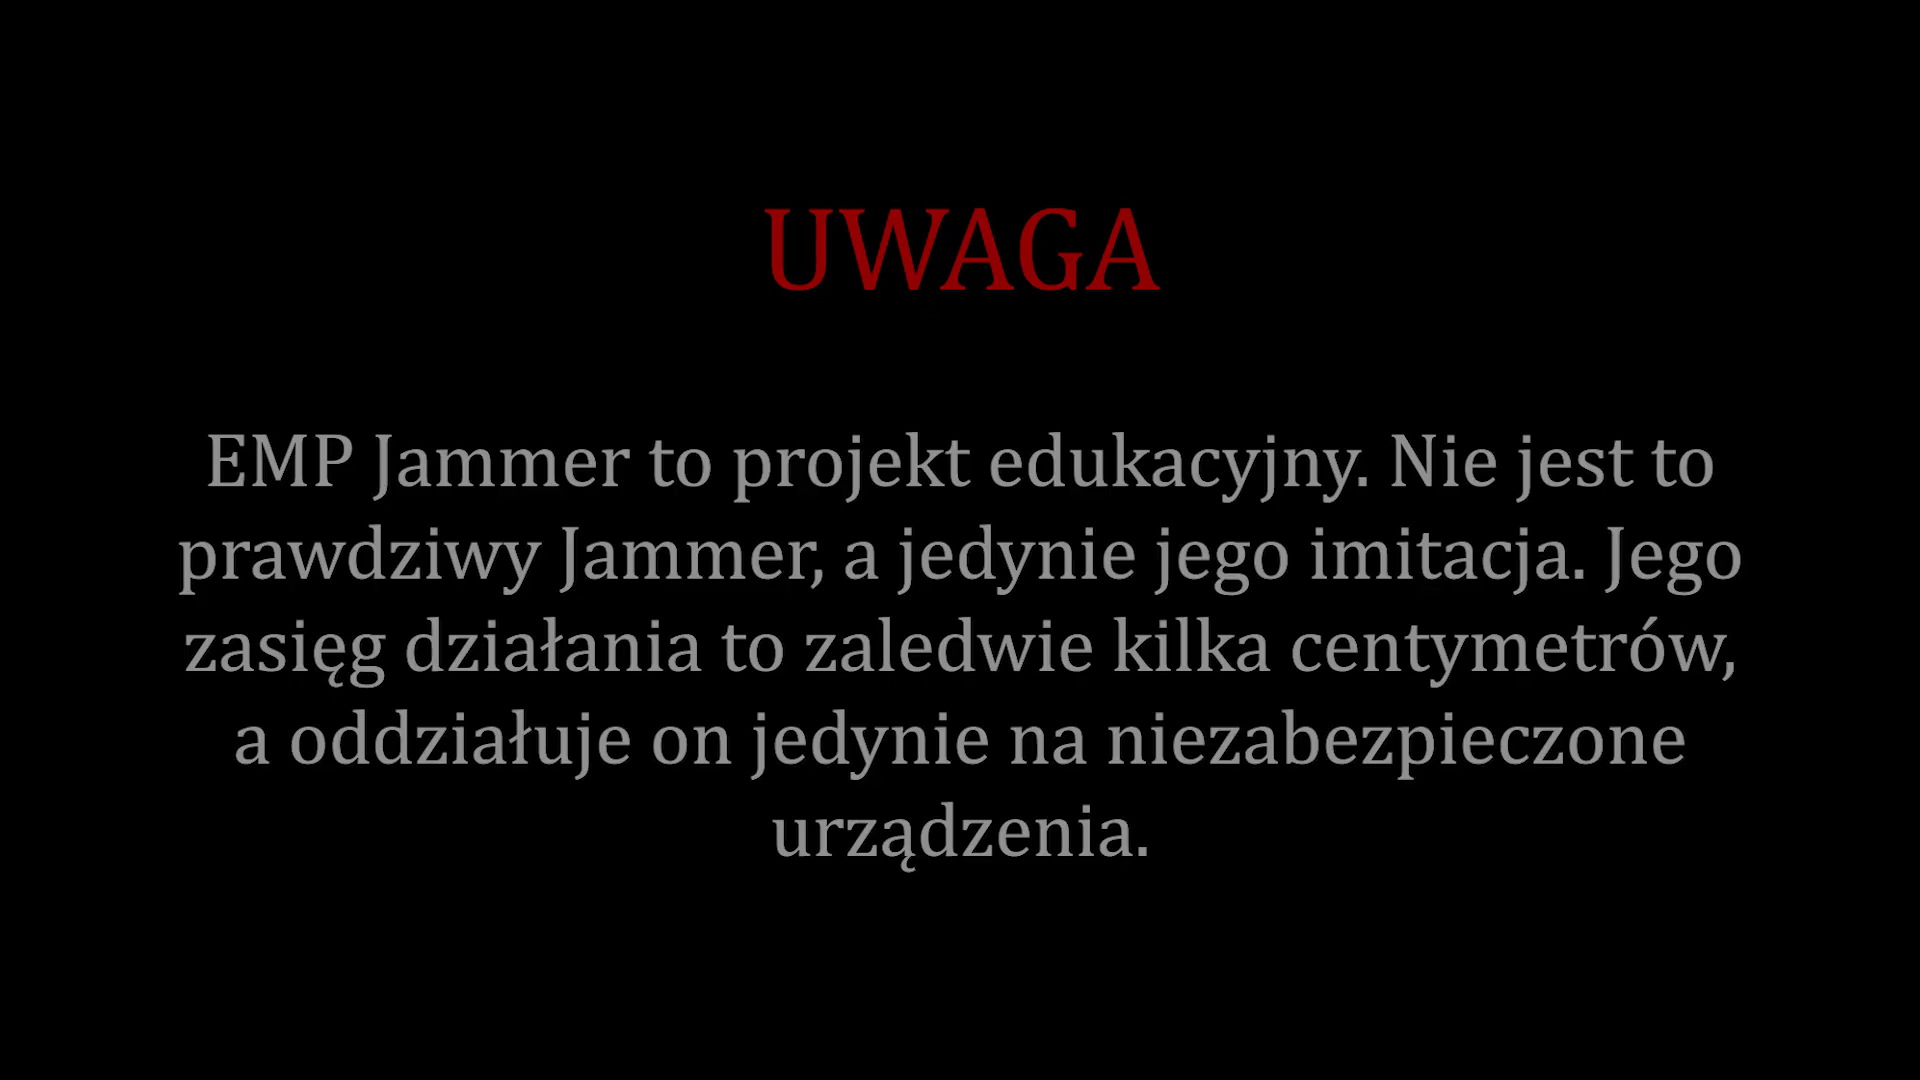 UWAGA
EMP Jammer to projekt edukacyjny. Nie jest to
prawdziwy Jammer, a jedynie jego imitacja. Jego
zasięg działania to zaledwie kilka centymetrów,
a oddziałuje on jedynie na niezabezpieczone
urządzenia.